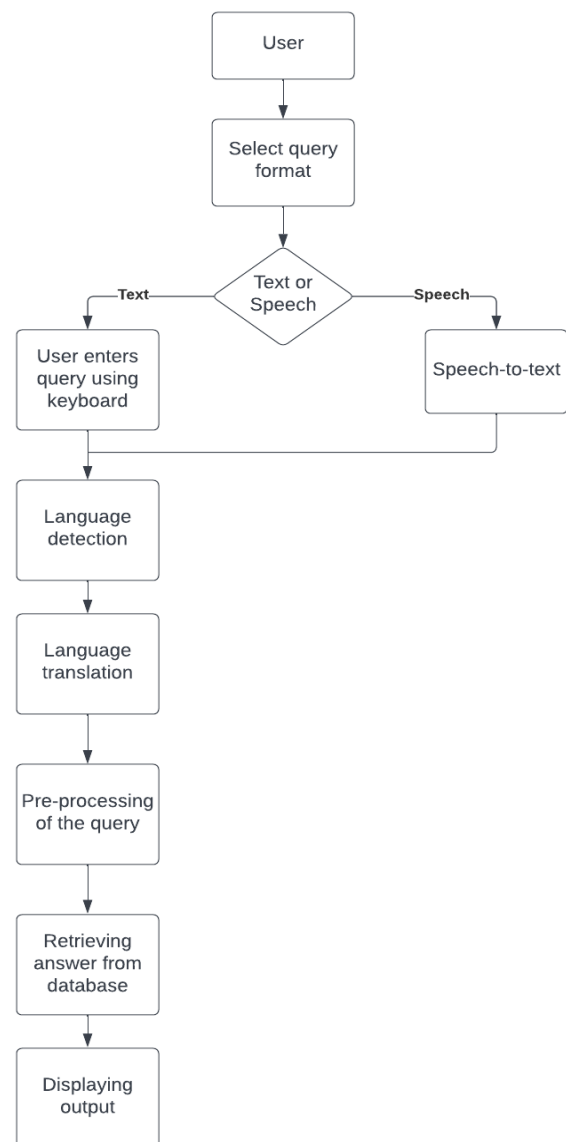 User
Select query
format
Text or
Speech
Text
Speech
User enters
query using
keyboard
Speech-to-text
Language
detection
Language
translation
Pre-processing
of the query
Retrieving
answer from
database
Displaying
output